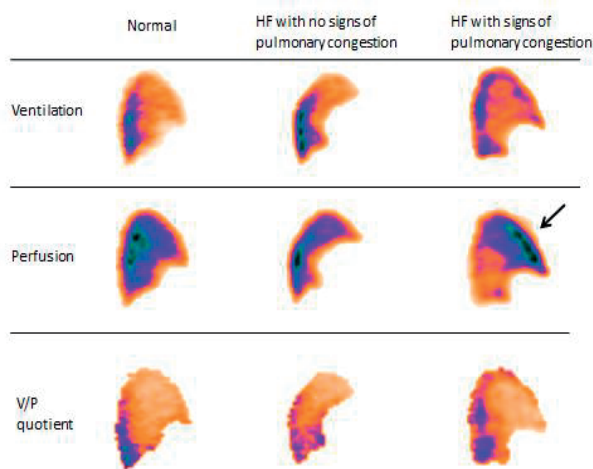 Normal
HF with no signs of
pulmonary congestion
HF with signs of
pulmonary congestion
Ventilation
Perfusion
V/P
quotient